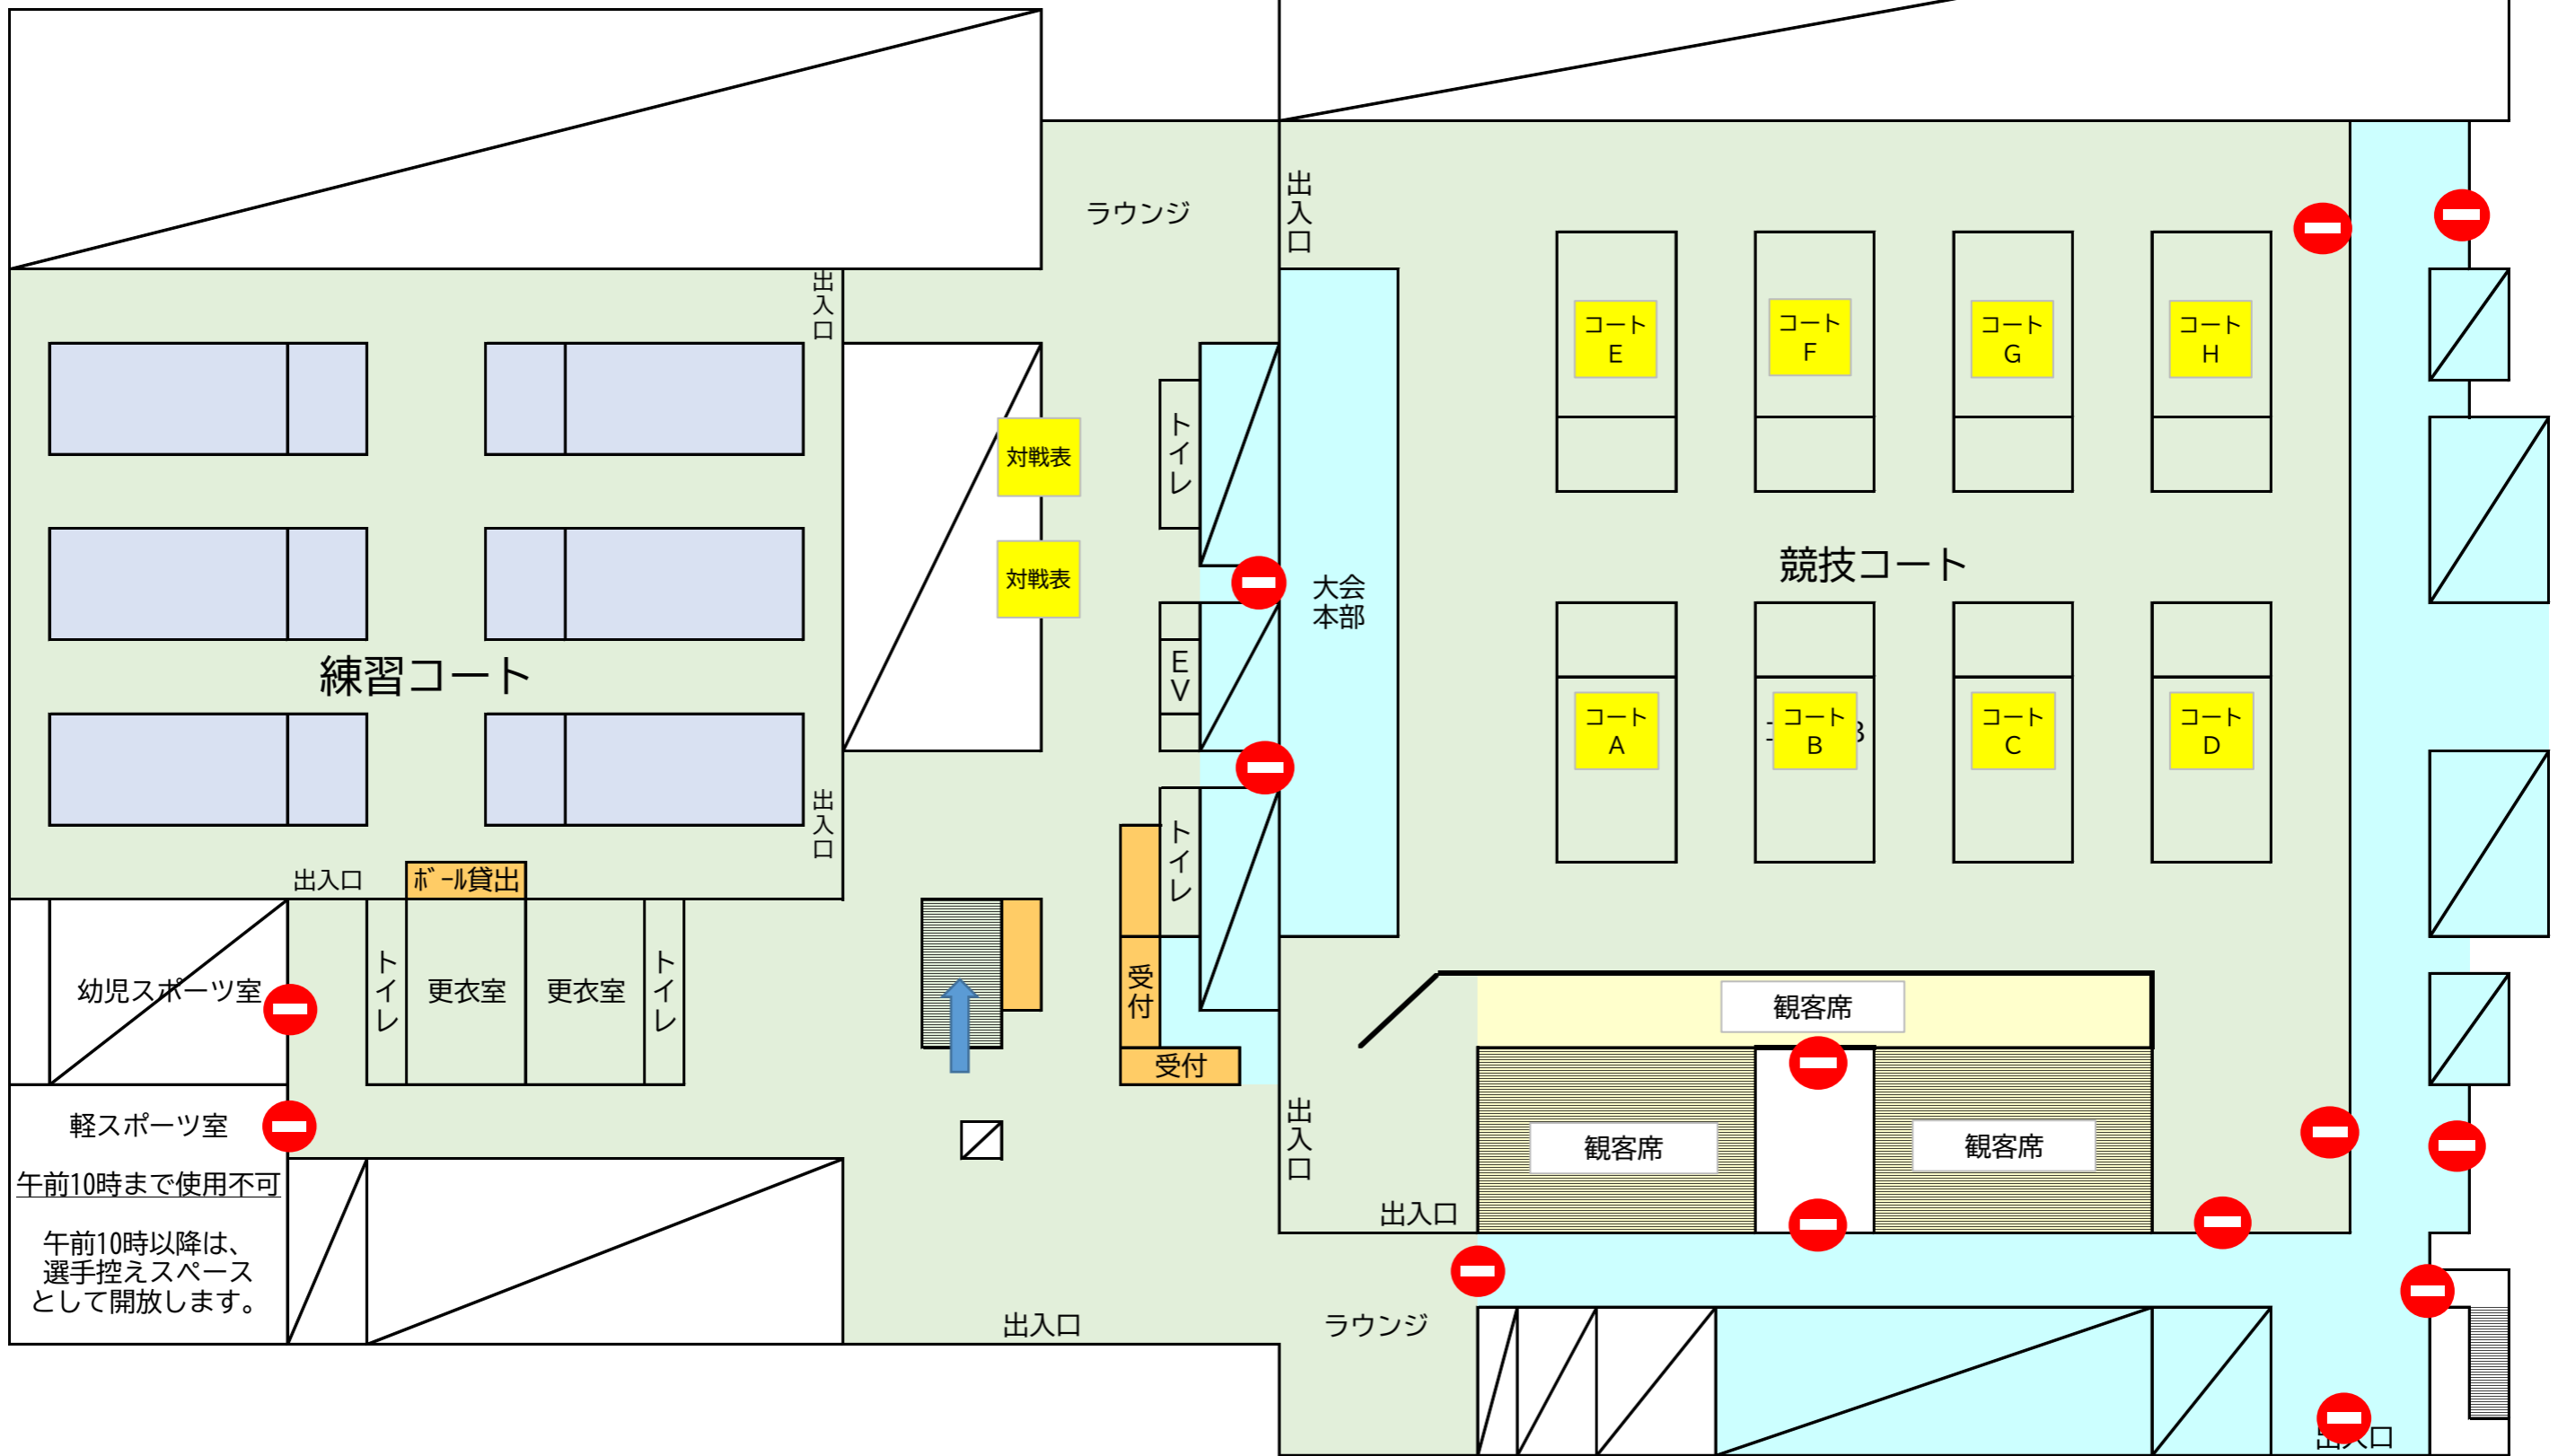 ラウンジ
出入口
出入口
コート
E
コート
F
コート
G
コート
H
対戦表
トイレ
対戦表
大会
本部
競技コート
EV
練習コート
コート
A
コート
B
コート
C
コート
D
出入口
トイレ
出入口
ﾎﾞｰﾙ貸出
幼児スポーツ室
トイレ
更衣室
更衣室
トイレ
受付
受付
観客席
軽スポーツ室
午前10時まで使用不可
午前10時以降は、
選手控えスペース
として開放します。
出入口
観客席
観客席
出入口
出入口
ラウンジ
出入口